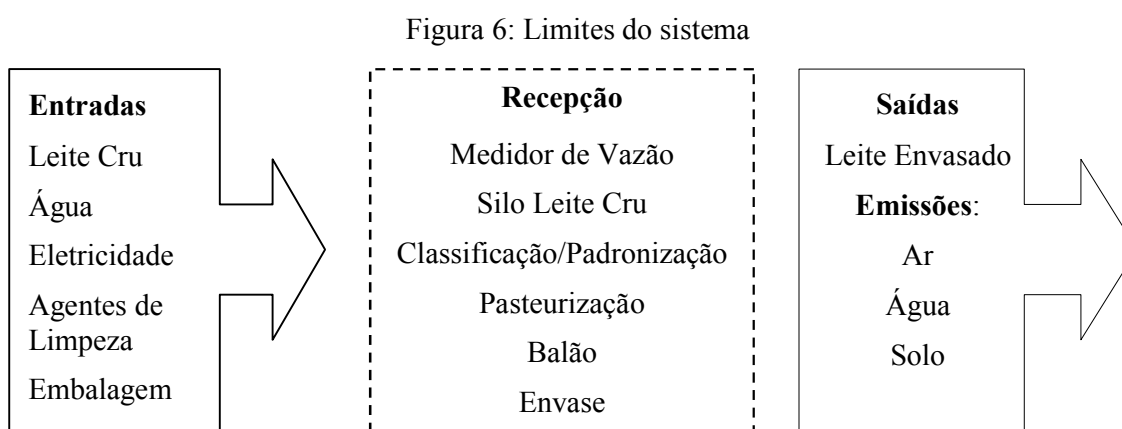 Figura 6: Limites do sistema
Entradas
Leite Cru
Água
Eletricidade
Agentes de
Limpeza
Embalagem
Recepção
Medidor de Vazão
Silo Leite Cru
Classificação/Padronização
Pasteurização
Balão
Envase
Saídas
Leite Envasado
Emissões:
Ar
Água
Solo